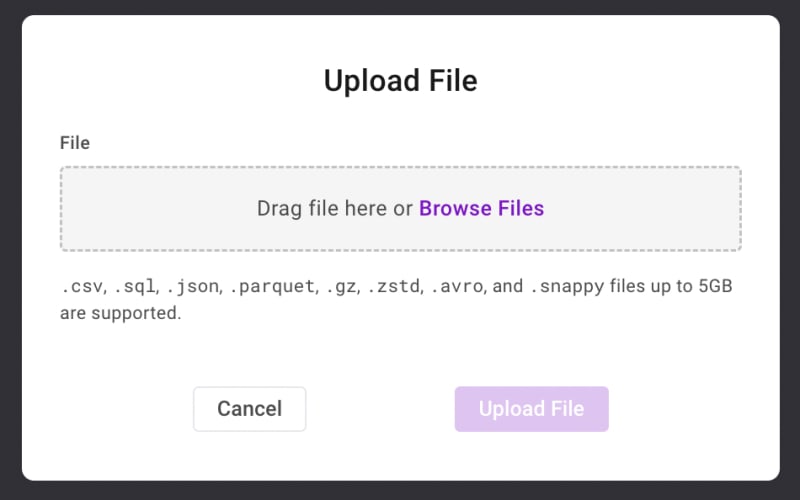 Upload File
File
Drag file here or Browse Files
.csv, .sql, .json, .parquet, .gz, .zstd, .avro, and .snappy files up to 5GB
are supported.
Cancel
Upload File